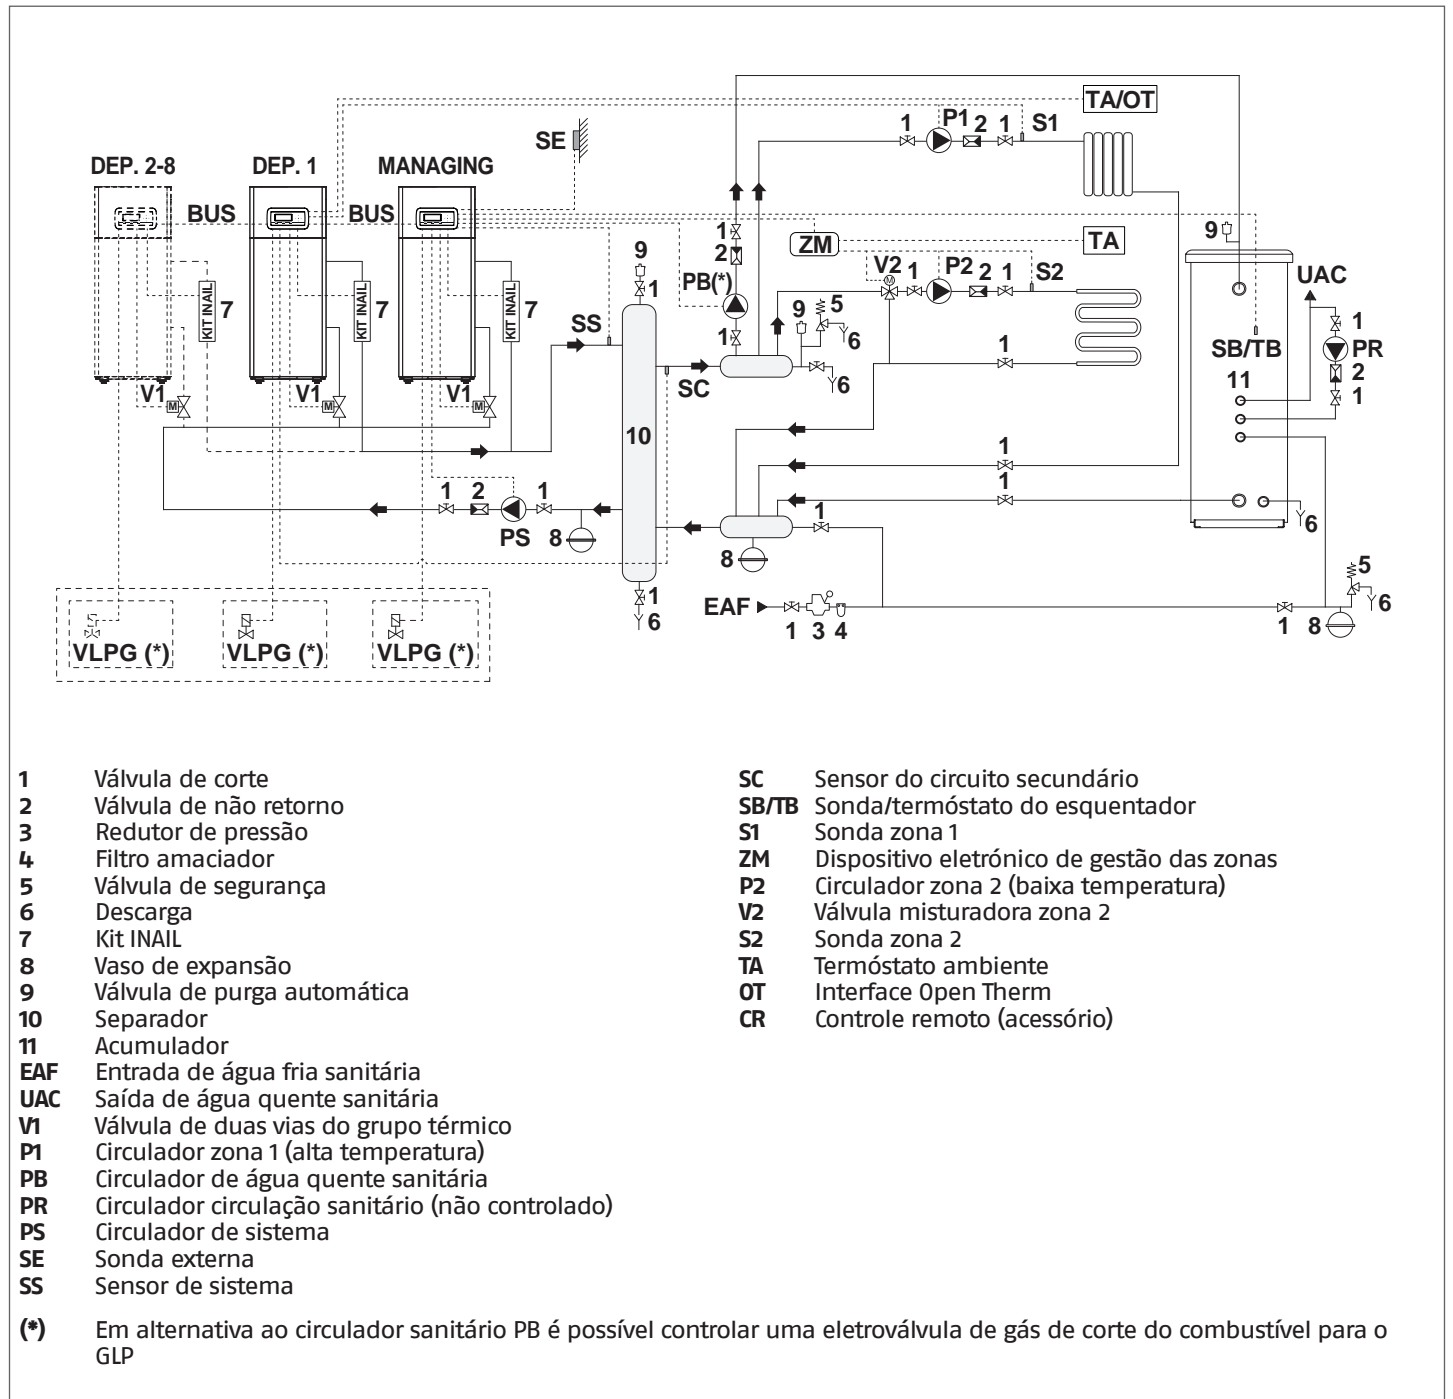 TA/OT
1 P1 2 1 S1
SE
DEP. 2-8 DEP. 1 MANAGING
BUS BUS
1
9
ZM
TA
9
2
V2 P2 2 1 S2
1
PB(*)
UAC
1
9 5
KIT INAIL 7 KIT INAIL 7 KIT INAIL 7
SS
1
6
1
SB/TB PR
1
SC
6
11 2
V1 V1 V1
M M M
1
10
1
1
1 2 1
1
PS 8
6
8
5
1
EAF
6
6
1 3 4
1 8
VLPG (*) VLPG (*) VLPG (*)
1 Válvula de corte
2 Válvula de não retorno
3 Redutor de pressão
4 Filtro amaciador
5 Válvula de segurança
6 Descarga
7 Kit INAIL
8 Vaso de expansão
9 Válvula de purga automática
10 Separador
11 Acumulador
EAF Entrada de água fria sanitária
UAC Saída de água quente sanitária
V1 Válvula de duas vias do grupo térmico
P1 Circulador zona 1 (alta temperatura)
PB Circulador de água quente sanitária
PR Circulador circulação sanitário (não controlado)
PS Circulador de sistema
SE Sonda externa
SS Sensor de sistema
SC Sensor do circuito secundário
SB/TB Sonda/termóstato do esquentador
S1 Sonda zona 1
ZM Dispositivo eletrónico de gestão das zonas
P2 Circulador zona 2 (baixa temperatura)
V2 Válvula misturadora zona 2
S2 Sonda zona 2
TA Termóstato ambiente
OT Interface Open Therm
CR Controle remoto (acessório)
(*) Em alternativa ao circulador sanitário PB é possível controlar uma eletroválvula de gás de corte do combustível para o
GLP